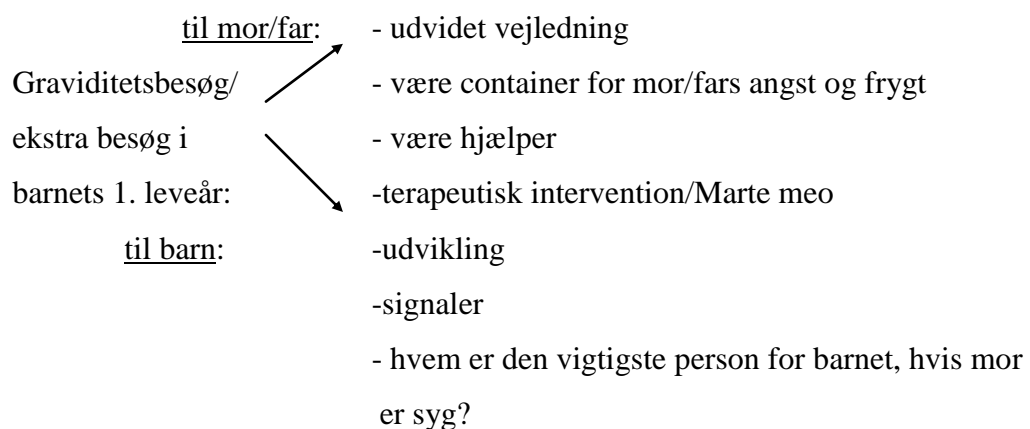 til mor/far: - udvidet vejledning
Graviditetsbesøg/ - være container for mor/fars angst og frygt
ekstra besøg i - være hjælper
barnets 1. leveår: -terapeutisk intervention/Marte meo
til barn: -udvikling
-signaler
- hvem er den vigtigste person for barnet, hvis mor
er syg?